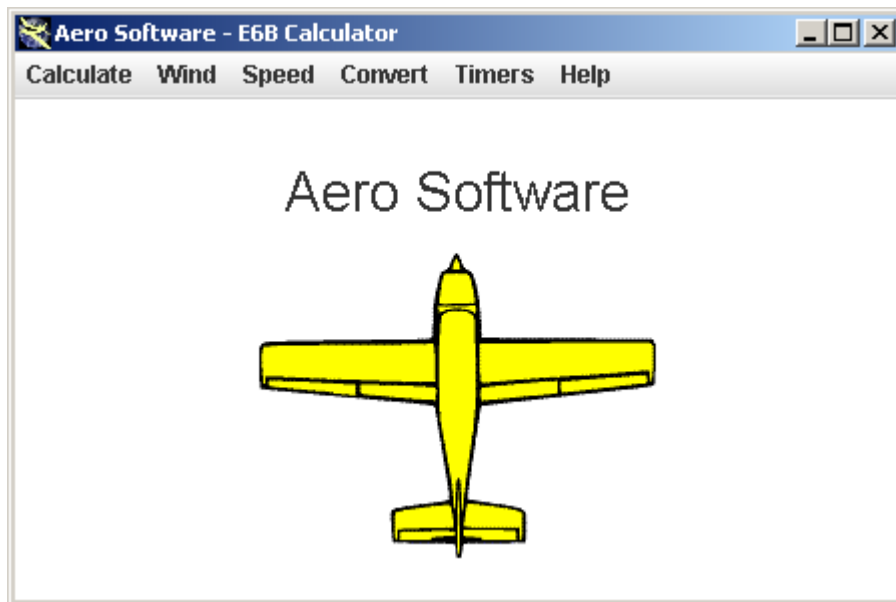 Aero Software - E6B Calculator
Calculate Wind Speed Convert Timers Help
Aero Software